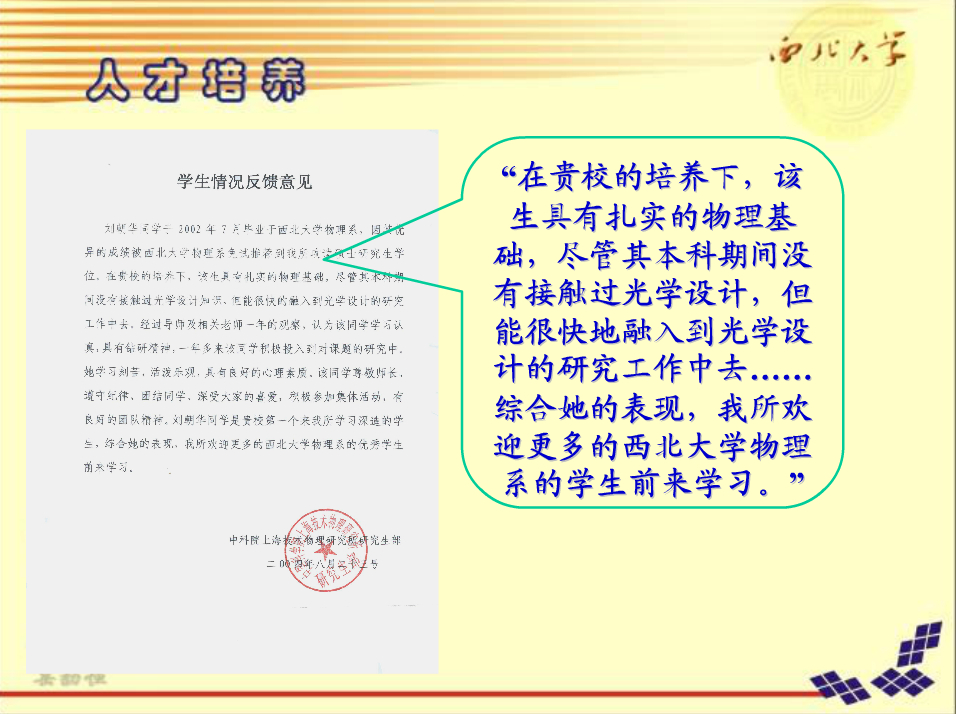 人才培养
西北大学
学生情况反馈意见
刘朝华同学于 2002 年 7 月毕业于西北大学物理系，因其优
异的成绩被西北大学物理系免试推荐到我所攻读硕士研究生学
位。在贵校的培养下，该生具有扎实的物理基础，尽管其本科期
间没有接触过光学设计知识，但能很快的融入到光学设计的研究
工作中去。经过导师及相关老师一年的观察，认为该同学学习认
真，具有钻研精神，一年多来该同学积极投入到对课题的研究中。
她学习刻苦，活泼乐观，具有良好的心理素质。该同学尊敬师长，
遵守纪律、团结同学、深受大家的喜爱，积极参加集体活动，有
良好的团队精神。刘朝华同学是贵校第一个来我所学习深造的学
生，综合她的表现，我所欢迎更多的西北大学物理系的优秀学生
前来学习。
中科院上海技术物理研究所研究生部
二00四年八月二十三号
研究生部
“在贵校的培养下，该
生具有扎实的物理基
础，尽管其本科期间没
有接触过光学设计，但
能很快地融入到光学设
计的研究工作中去……
综合她的表现，我所欢
迎更多的西北大学物理
系的学生前来学习。”